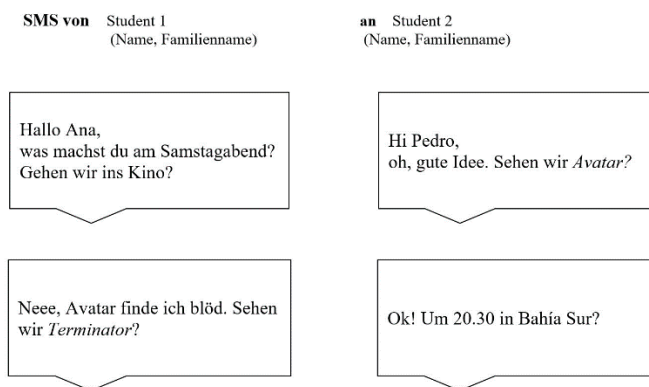 SMS von Student 1 an Student 2
(Name, Familienname) (Name, Familienname)
Hallo Ana,
was machst du am Samstagabend?
Gehen wir ins Kino?
Hi Pedro,
oh, gute Idee. Sehen wir Avatar?
Neee, Avatar finde ich blöd. Sehen
wir Terminator?
Ok! Um 20.30 in Bahía Sur?